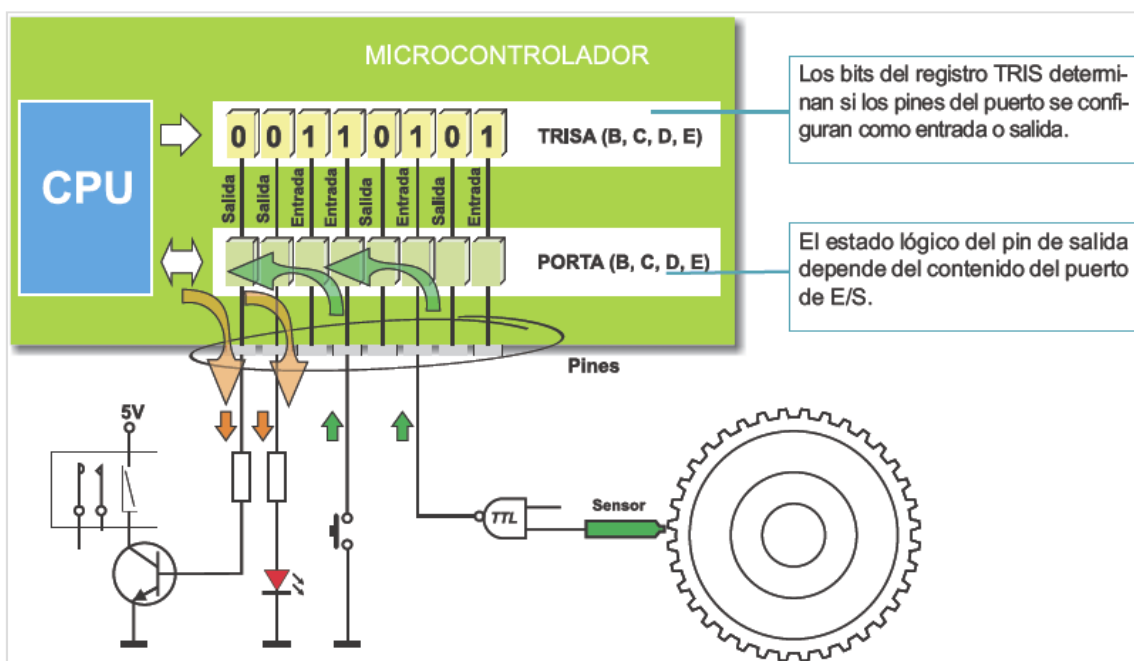 MICROCONTROLADOR
CPU
0 0 1 1 0 1 0 1
TRISA (B, C, D, E)
Salida Salida Entrada Entrada Salida Entrada Salida Entrada
PORTA (B, C, D, E)
Los bits del registro TRIS determi-
nan si los pines del puerto se confi-
guran como entrada o salida.
El estado lógico del pin de salida
depende del contenido del puerto
de E/S.
Pines
5V
TTL
Sensor